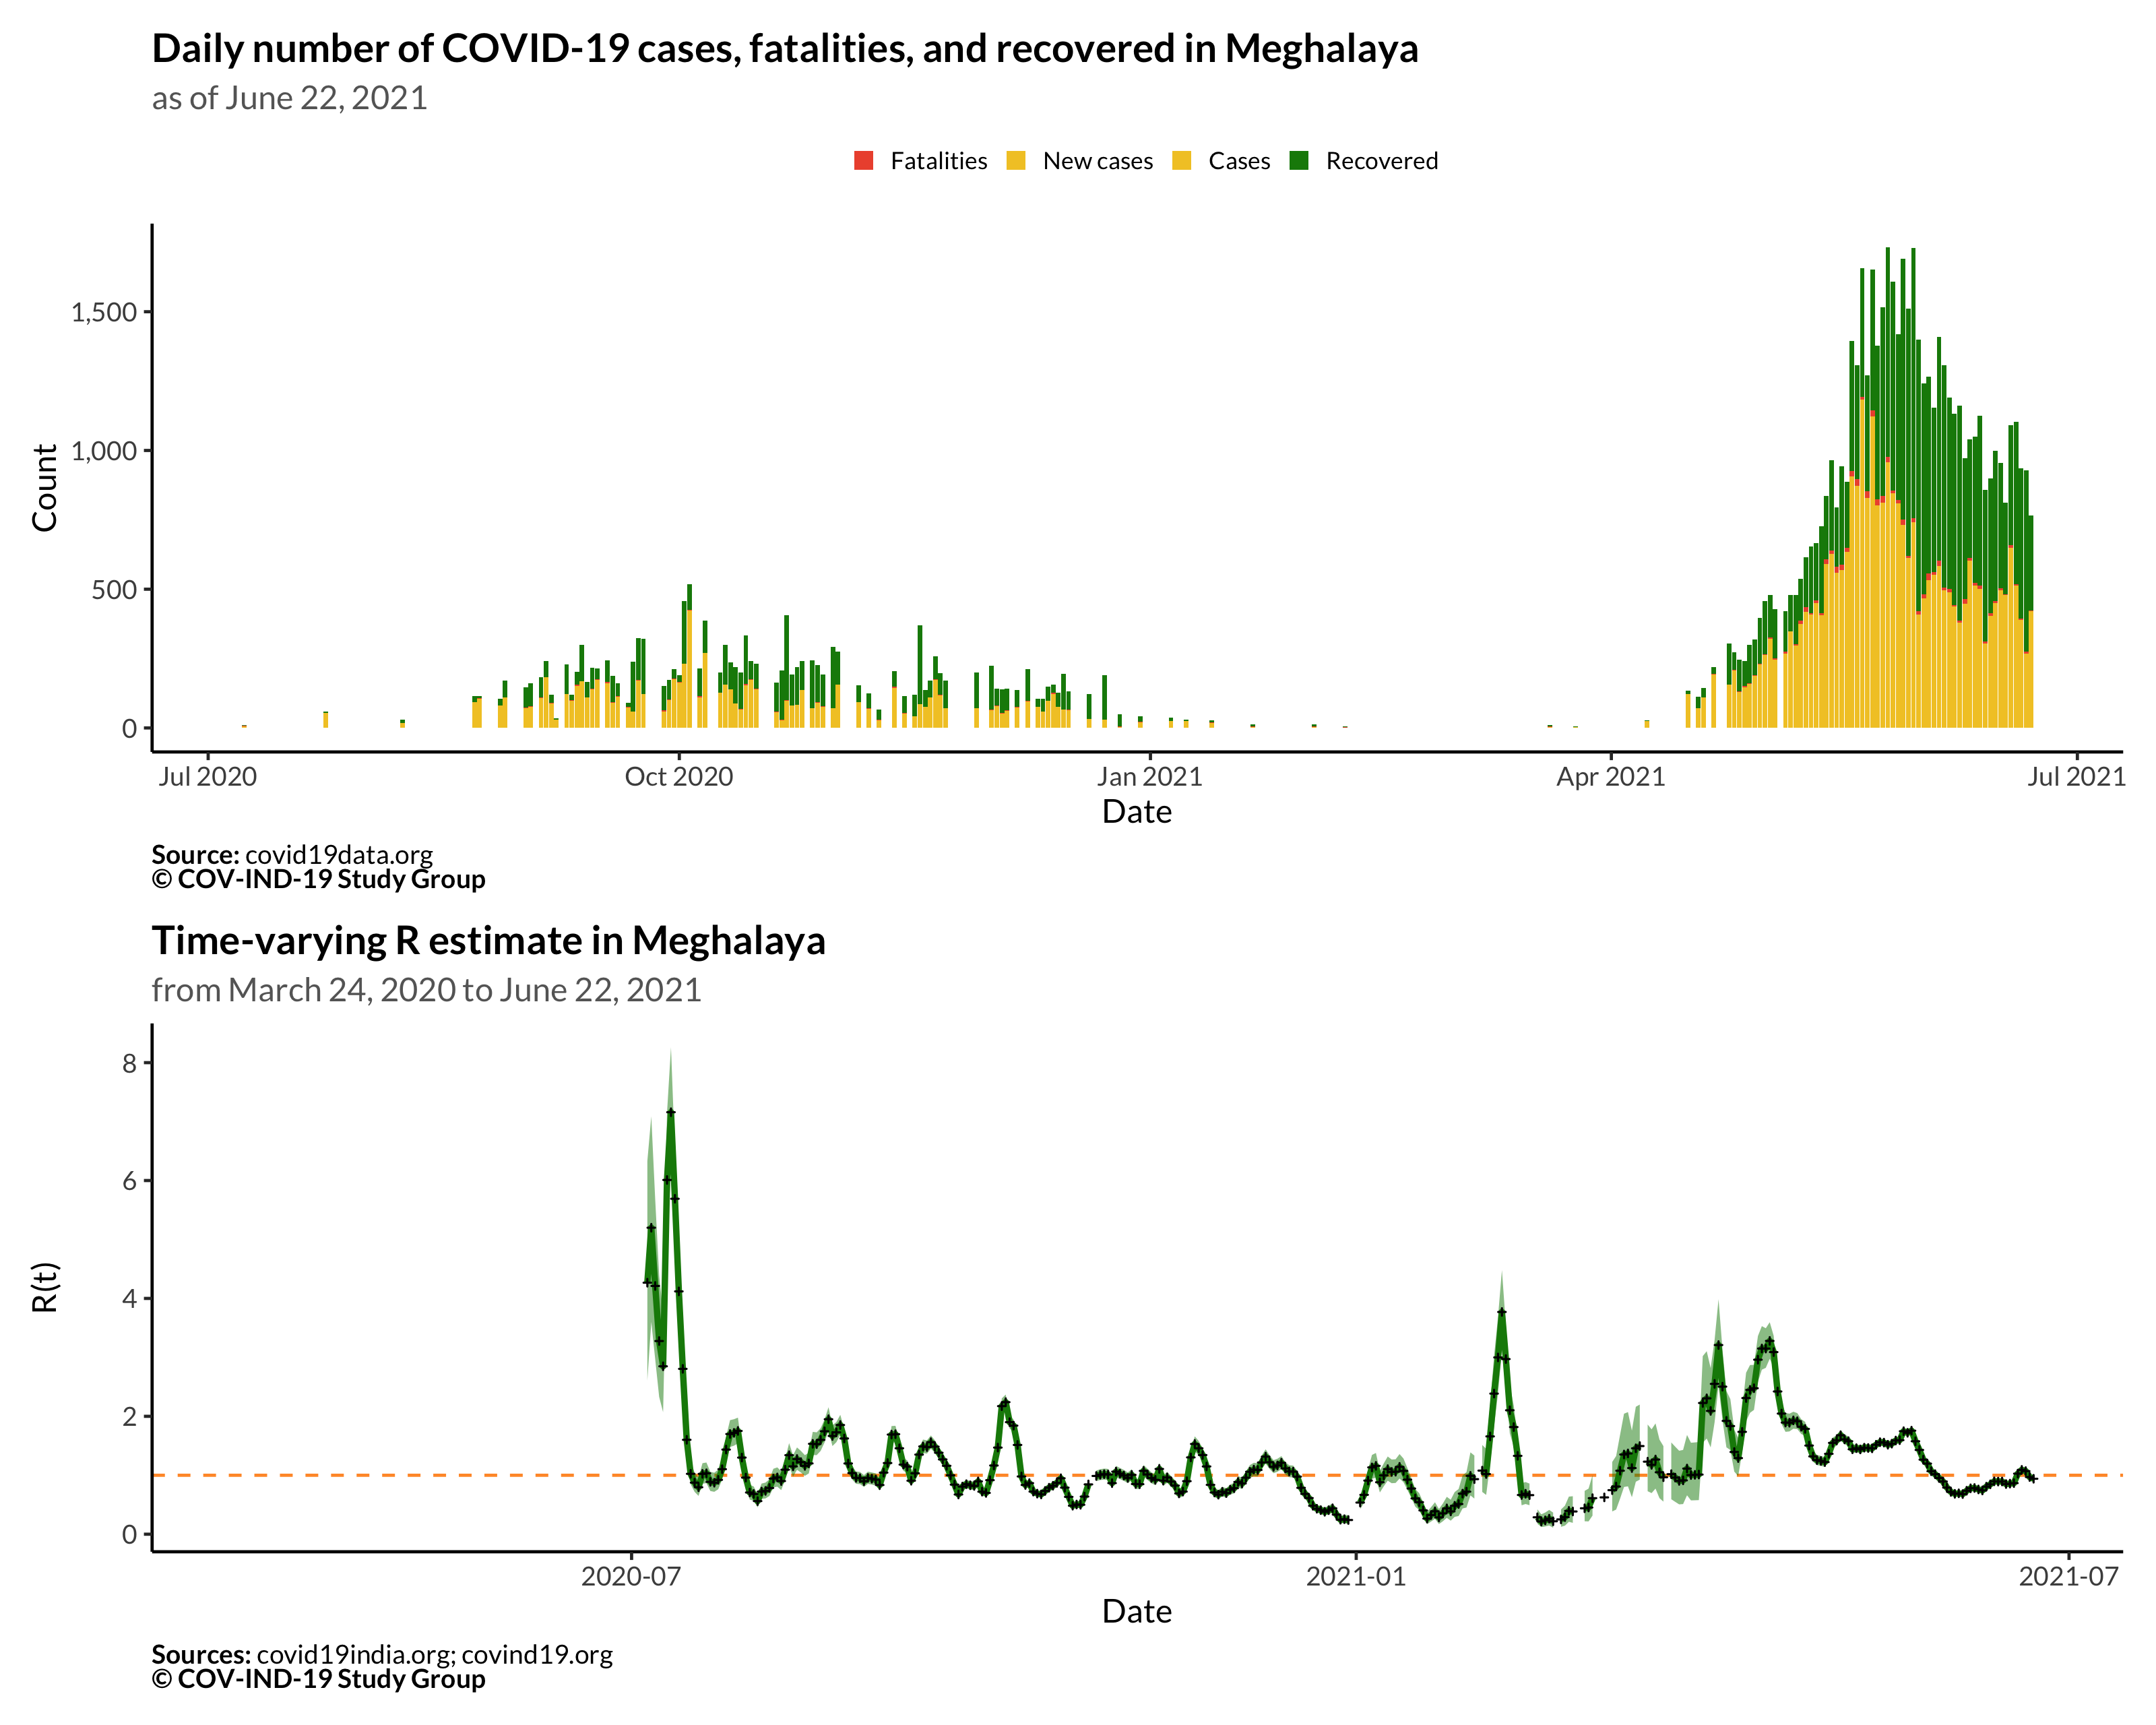 Daily number of COVID-19 cases, fatalities, and recovered in Meghalaya
as of June 22, 2021
Fatalities New cases Cases Recovered
Count
1,500
1,000
500
0
Jul 2020 Oct 2020 Jan 2021 Apr 2021 Jul 2021
Date
Source: covid19data.org
© COV-IND-19 Study Group
Time-varying R estimate in Meghalaya
from March 24, 2020 to June 22, 2021
R(t)
8
6
4
2
0
2020-07 2021-01 2021-07
Date
Sources: covid19india.org; covind19.org
© COV-IND-19 Study Group